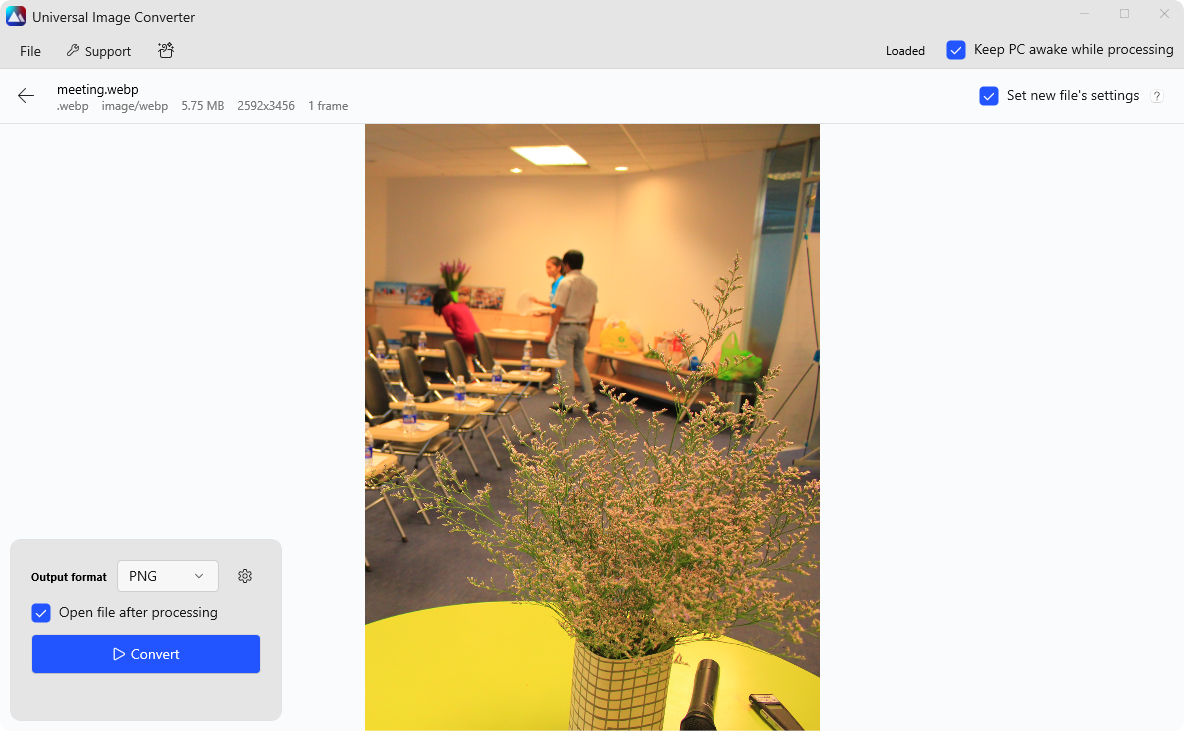 Universal Image Converter
File Support
Loaded Keep PC awake while processing
meeting.webp
.webp image/webp 5.75 MB 2592x3456 1 frame
Set new file's settings ?
Output format PNG
Open file after processing
Convert